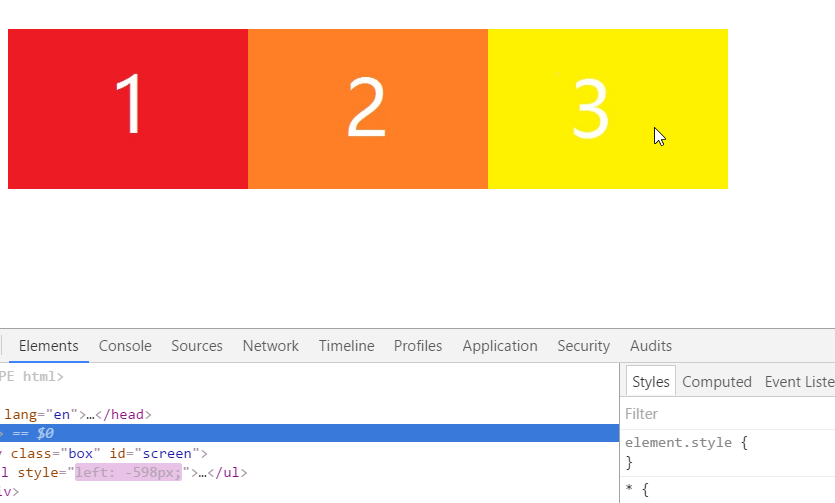 1 2 3
Elements Console Sources Network Timeline Profiles Application Security Audits
PE html>
lang="en">…</head>
> == $0
class="box" id="screen">
l style="left: -598px;">…</ul>
iv>
Styles Computed Event Liste
Filter
element.style {
}
* {